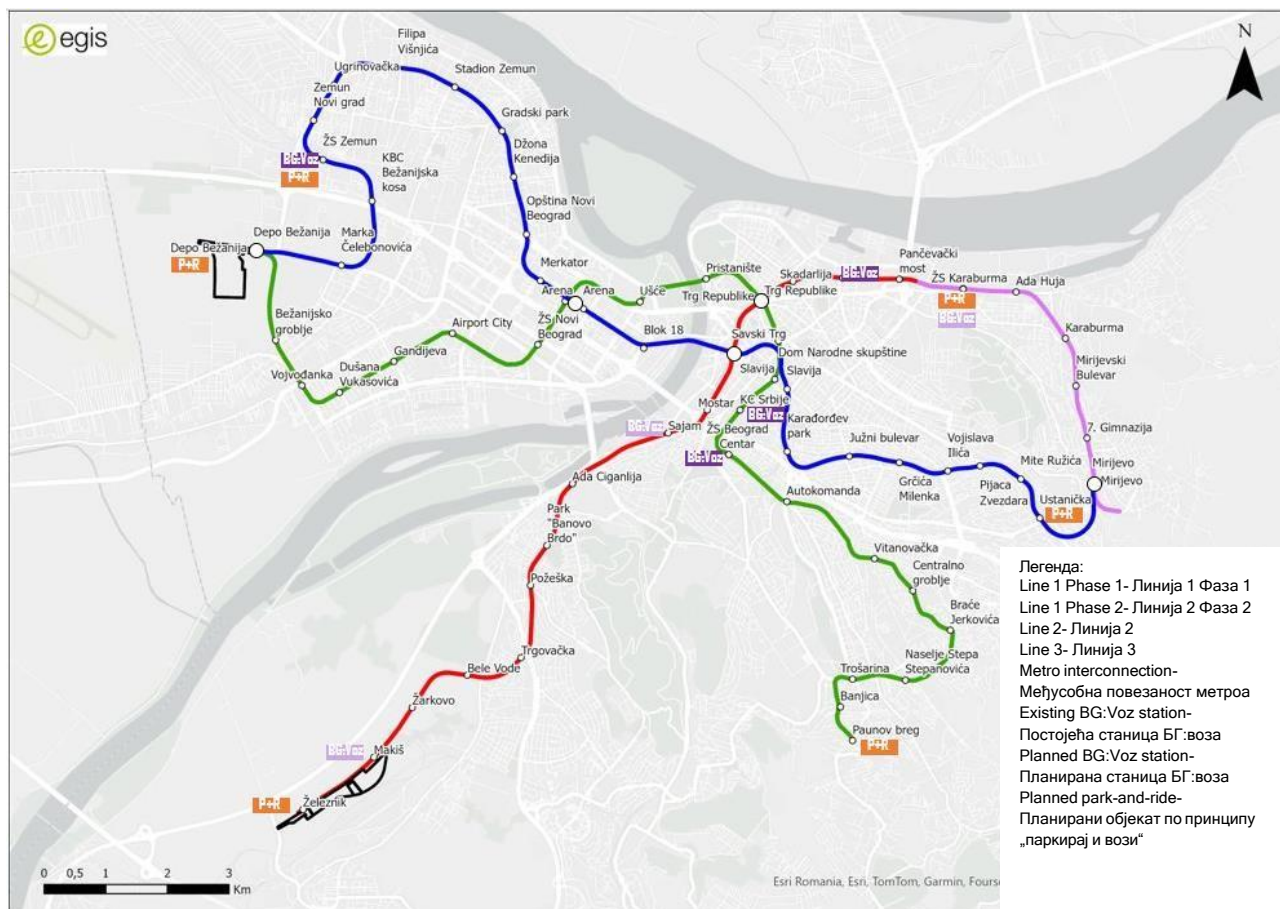 egis
N
Filipa
Višnjića
Ugrinovačka
Stadion Zemun
Zemun
Novi grad
Gradski park
ŽS Zemun
BG:Voz
P+R
KBC
Bežanijska
kosa
Džona
Kenedija
Opština Novi
Beograd
Depo Bežanija
Depo Bežanija
P+R
Marka
Čelebonovića
Merkator
Arena
Arena
Ušće
Pristanište
Trg Republike
Trg Republike
Skadarlija
BG:Voz
Pančevački
most
ŽS Karaburma
P+R
BG:Voz
Ada Huja
Karaburma
Mirijevski
Bulevar
7. Gimnazija
Mirijevo
Mirijevo
Bežanijsko
groblje
Vojvođanka
Dušana
Vukasovića
Gandijeva
Airport City
ŽS Novi
Beograd
Blok 18
Savski Trg
Dom Narodne skupštine
Slavija
Slavija
Mostar
KC Srbije
BG:Voz
Karađorđev
park
BG:Voz
Sajam
ŽS Beograd
Centar
BG:Voz
Južni bulevar
Grčića
Milenka
Vojislava
Ilića
Pijaca
Zvezdara
Mite Ružića
Ustanička
P+R
Ada Ciganlija
Park
"Banovo
Brdo"
Požeška
Trgovačka
Bele Vode
Žarkovo
BG:Voz
Makiš
P+R
Železnik
Autokomanda
Vitanovačka
Centralno
groblje
Braće
Jerkovića
Naselje Stepa
Stepanovića
Trošarina
Banjica
Paunov breg
P+R
Легенда:
Line 1 Phase 1- Линија 1 Фаза 1
Line 1 Phase 2- Линија 2 Фаза 2
Line 2- Линија 2
Line 3- Линија 3
Metro interconnection-
Међусобна повезаност метроа
Existing BG:Voz station-
Постојећа станица БГ:воза
Planned BG:Voz station-
Планирана станица БГ:воза
Planned park-and-ride-
Планирани објекат по принципу
„паркирај и вози“
0 0,5 1 2 3
Km
Esri Romania, Esri, TomTom, Garmin, Fourse